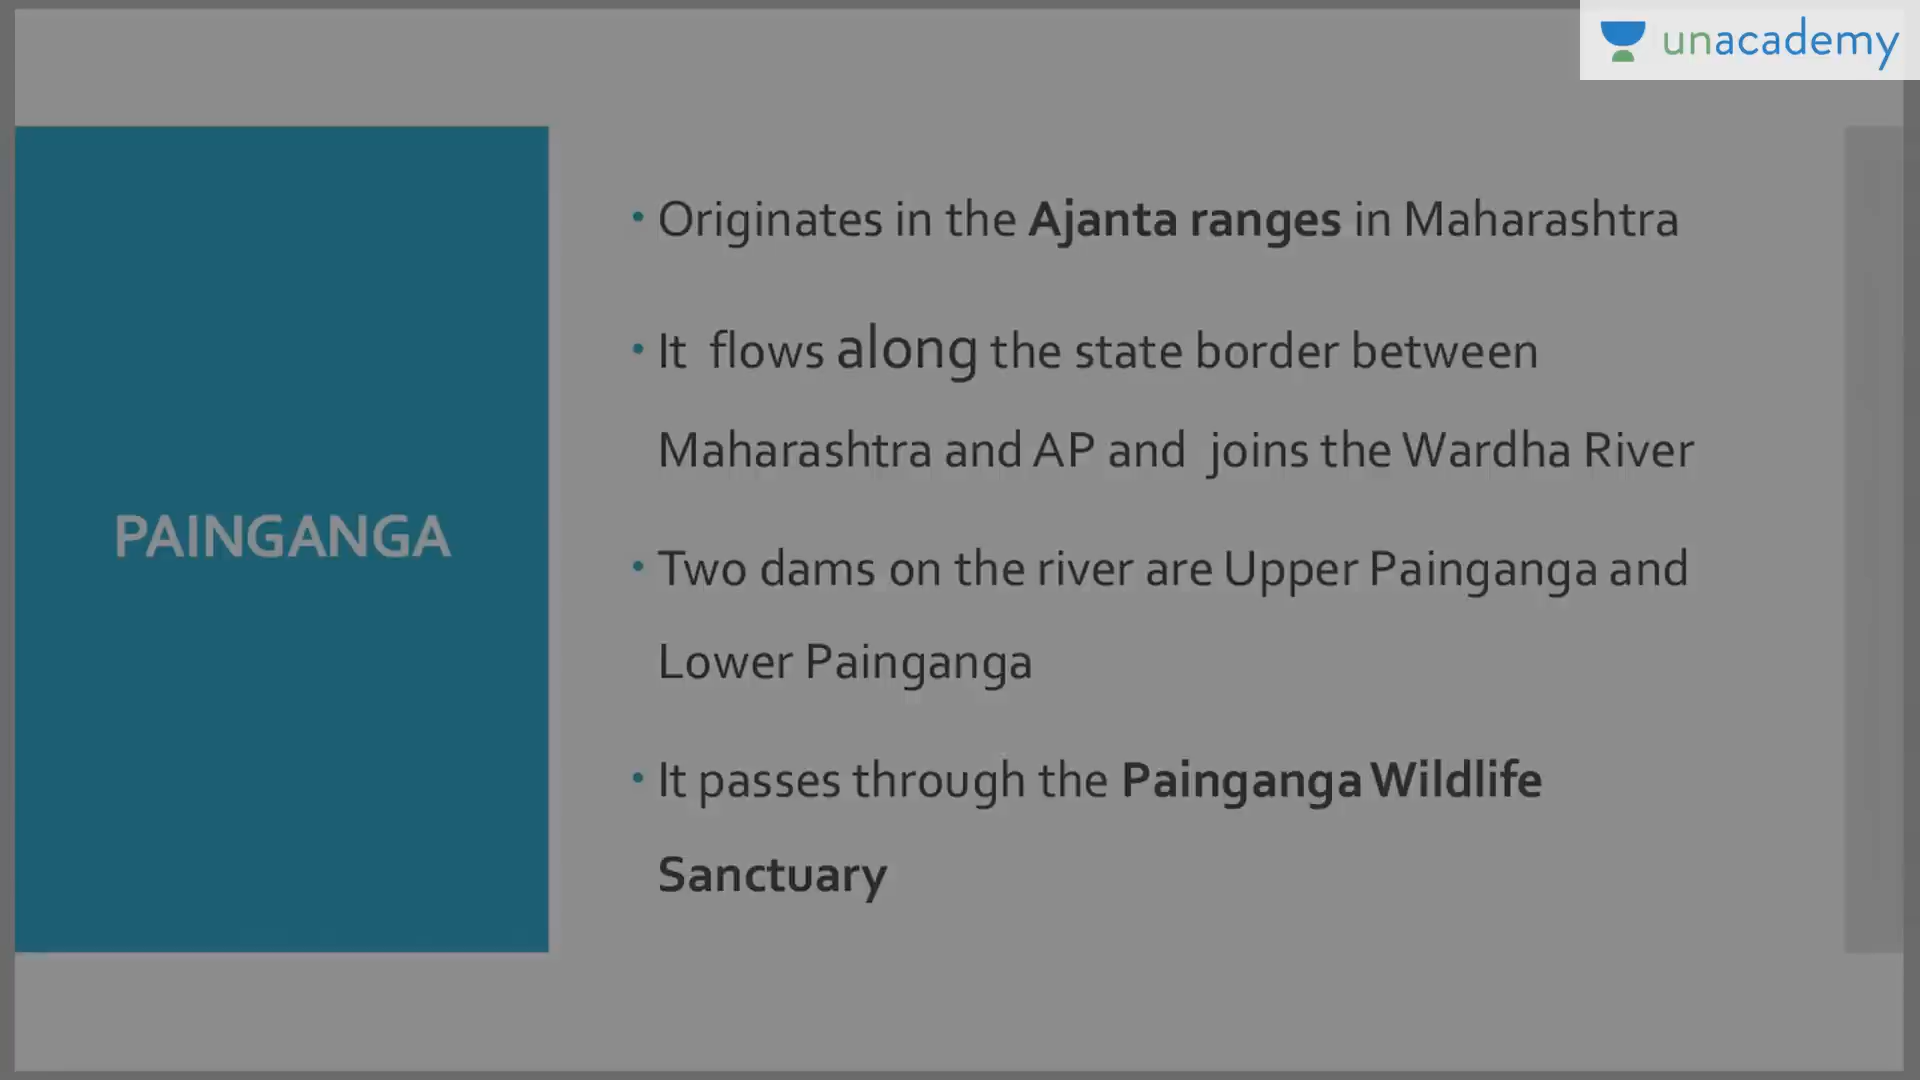 unacademy
PAINGANGA
• Originates in the Ajanta ranges in Maharashtra
• It flows along the state border between
Maharashtra and AP and joins the Wardha River
• Two dams on the river are Upper Painganga and
Lower Painganga
• It passes through the Painganga Wildlife
Sanctuary